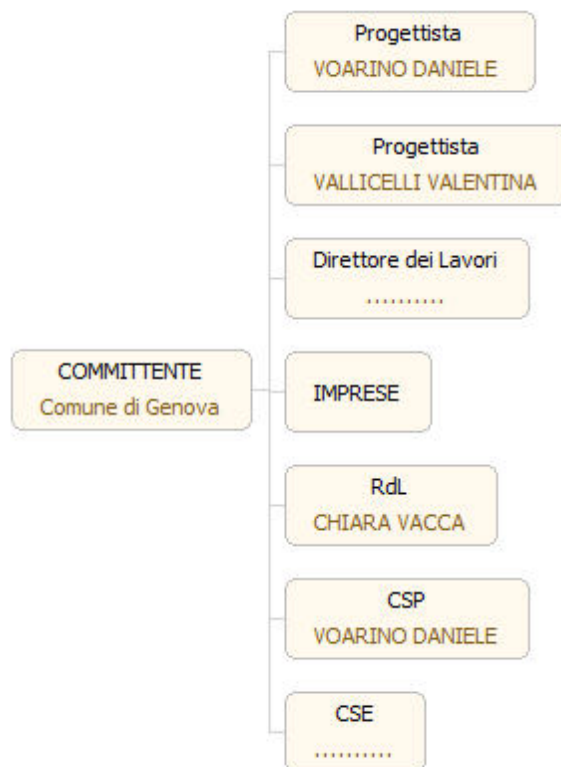 Progettista
VOARINO DANIELE
Progettista
VALLICELLI VALENTINA
Direttore dei Lavori
..........
COMMITTENTE
Comune di Genova
IMPRESE
RdL
CHIARA VACCA
CSP
VOARINO DANIELE
CSE
..........